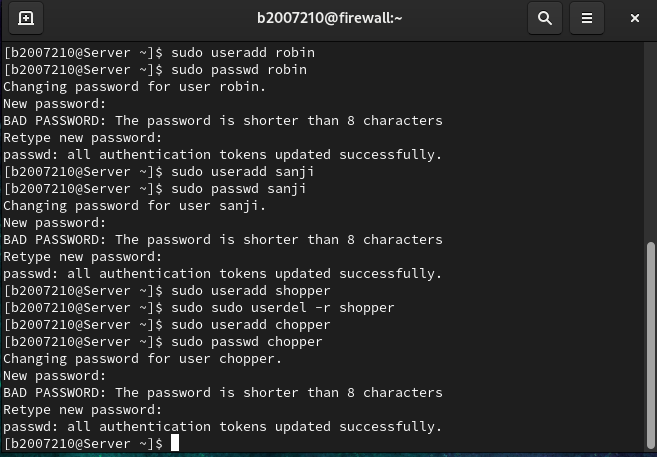 b2007210@firewall:~
[b2007210@Server ~]$ sudo useradd robin
[b2007210@Server ~]$ sudo passwd robin
Changing password for user robin.
New password:
BAD PASSWORD: The password is shorter than 8 characters
Retype new password:
passwd: all authentication tokens updated successfully.
[b2007210@Server ~]$ sudo useradd sanji
[b2007210@Server ~]$ sudo passwd sanji
Changing password for user sanji.
New password:
BAD PASSWORD: The password is shorter than 8 characters
Retype new password:
passwd: all authentication tokens updated successfully.
[b2007210@Server ~]$ sudo useradd shopper
[b2007210@Server ~]$ sudo sudo userdel -r shopper
[b2007210@Server ~]$ sudo useradd chopper
[b2007210@Server ~]$ sudo passwd chopper
Changing password for user chopper.
New password:
BAD PASSWORD: The password is shorter than 8 characters
Retype new password:
passwd: all authentication tokens updated successfully.
[b2007210@Server ~]$